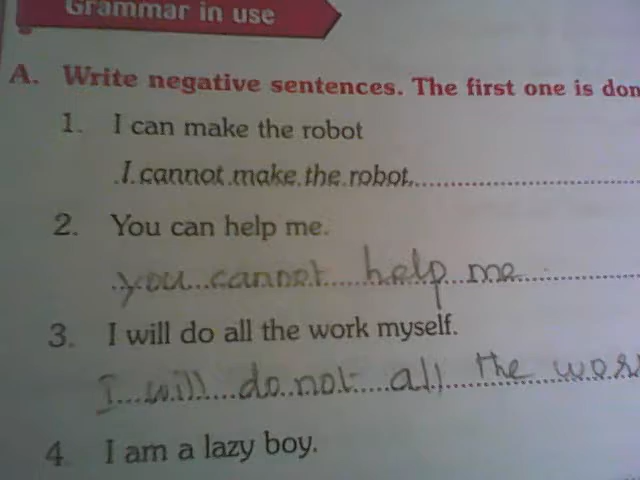 Grammar in use
A. Write negative sentences. The first one is don
1. I can make the robot
I cannot make the robot.
2. You can help me.
you cannot help me
3. I will do all the work myself.
I will do not all the wor
4 I am a lazy boy.